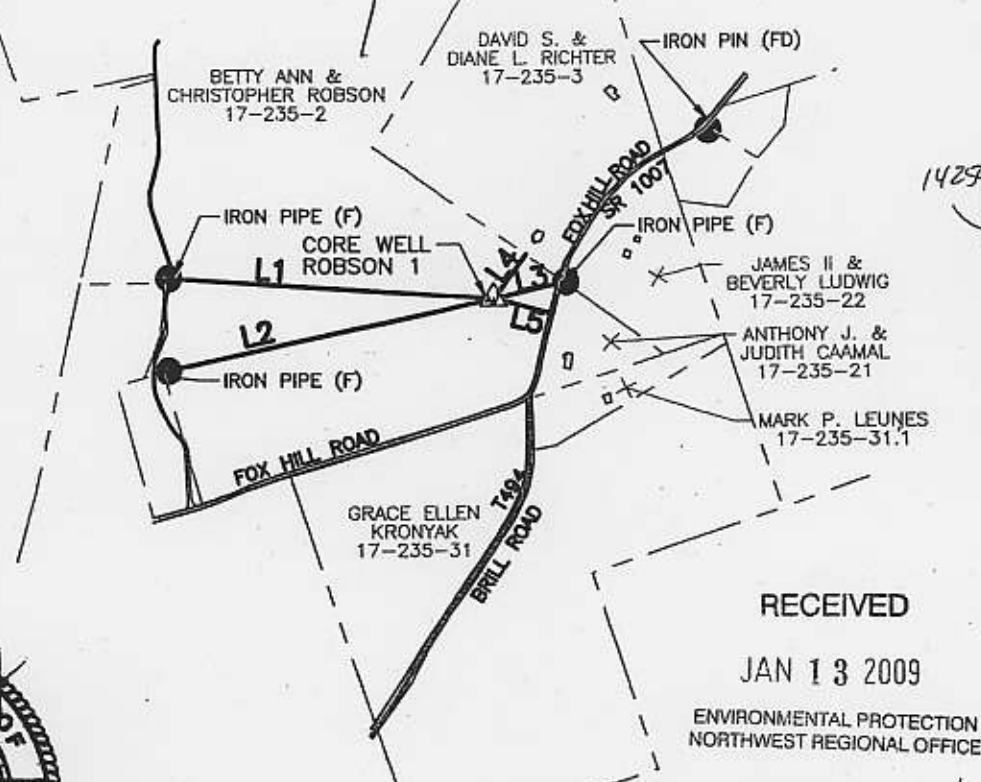 DAVID S. &
DIANE L. RICHTER
17-235-3
IRON PIN (FD)
BETTY ANN &
CHRISTOPHER ROBSON
17-235-2
FOX HILL ROAD
SR 1007
IRON PIPE (F)
CORE WELL
ROBSON 1
IRON PIPE (F)
L1
L4
L3
L5
L2
JAMES II &
BEVERLY LUDWIG
17-235-22
ANTHONY J. &
JUDITH CAAMAL
17-235-21
IRON PIPE (F)
MARK P. LEUNES
17-235-31.1
FOX HILL ROAD
GRACE ELLEN
KRONYAK
17-235-31
T494
BRILL ROAD
RECEIVED
JAN 13 2009
ENVIRONMENTAL PROTECTION
NORTHWEST REGIONAL OFFICE
OF